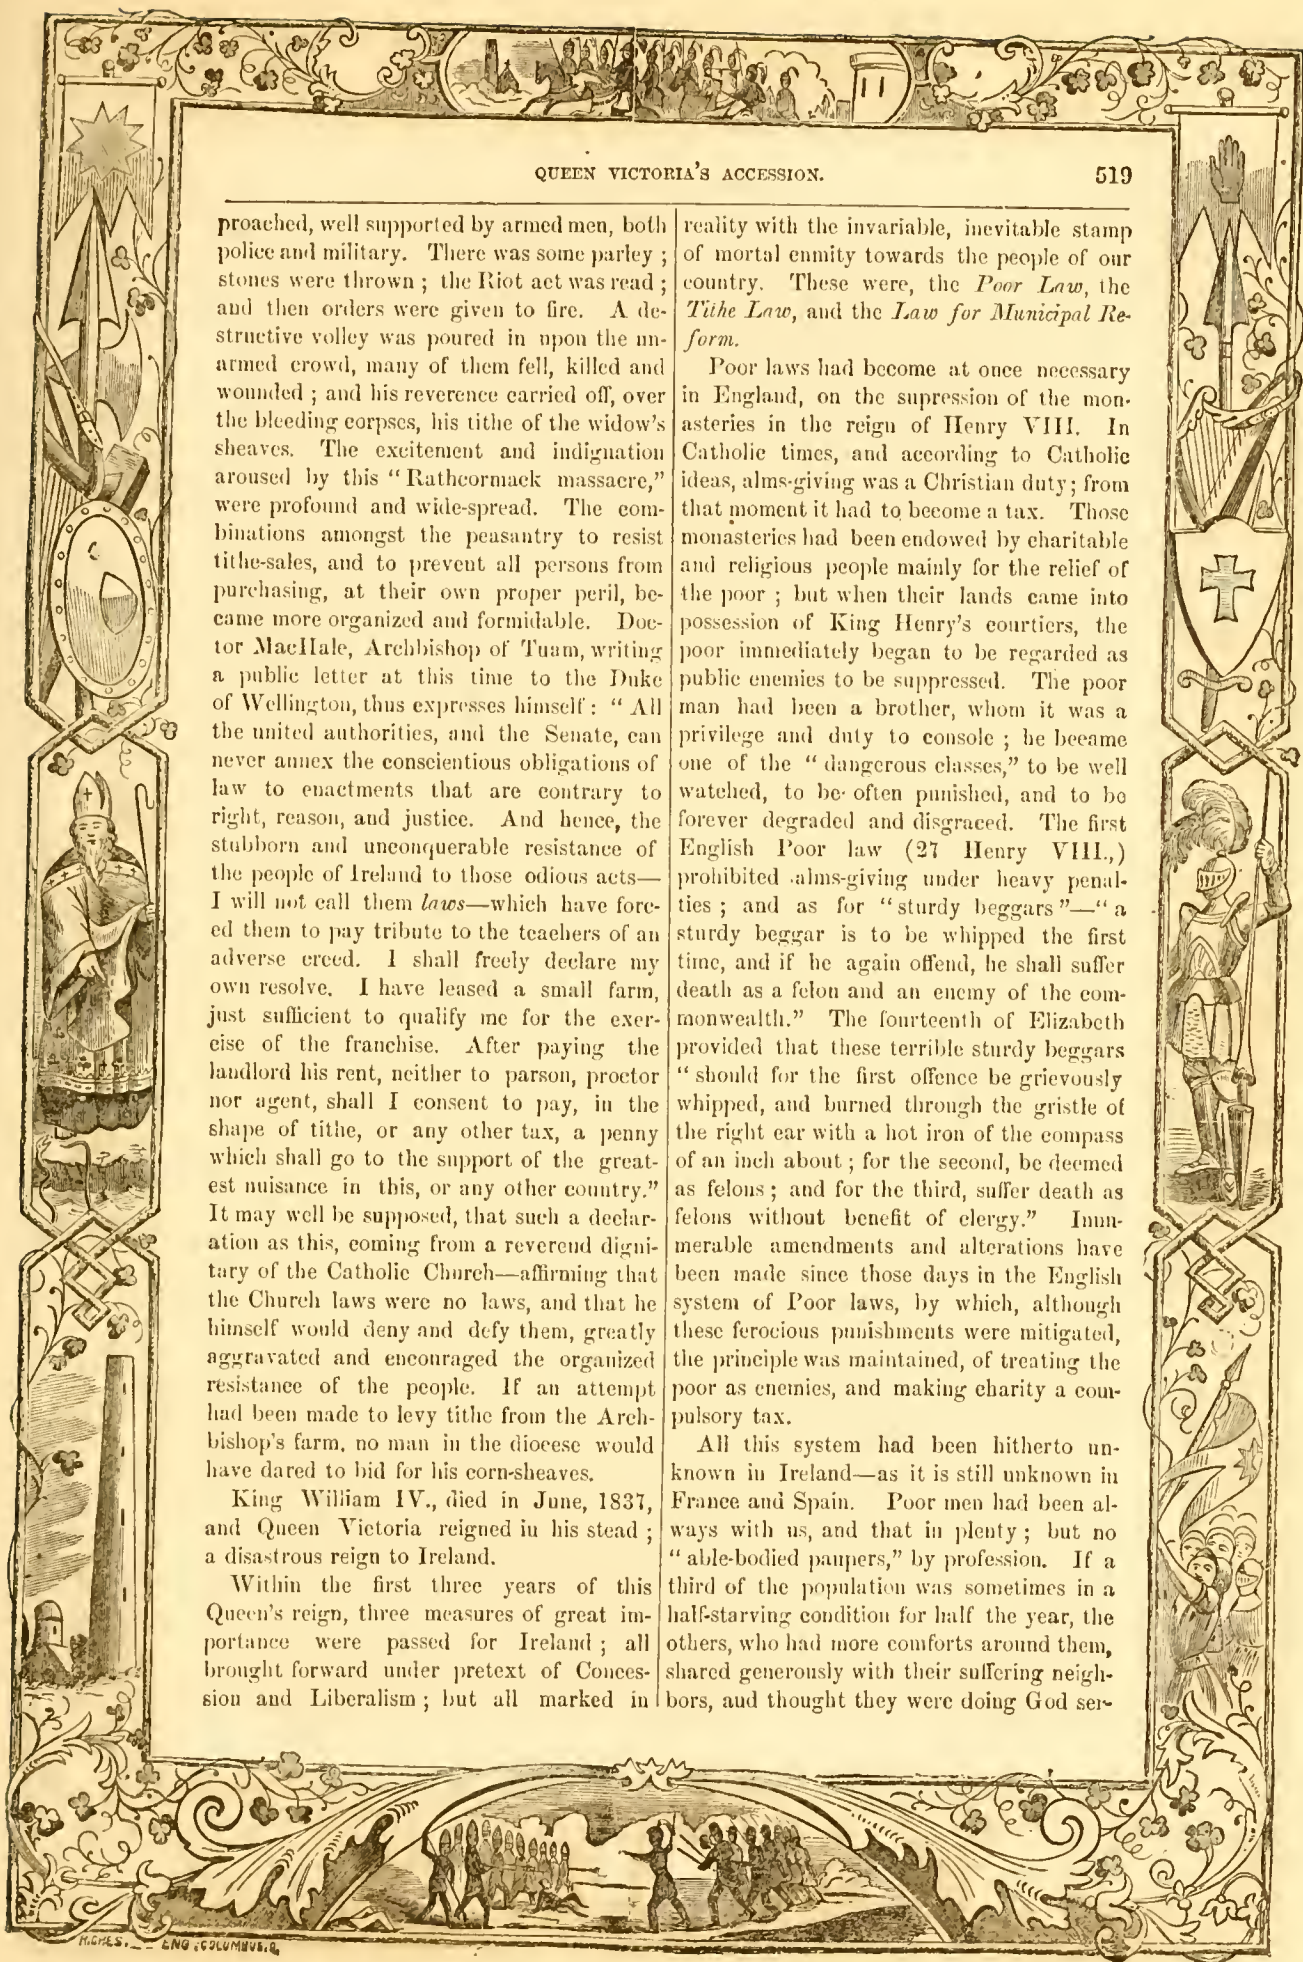 QUEEN VICTORIA'S ACCESSION. 519
proached, well supported by armed men, both
police and military. There was some parley ;
stones were thrown ; the Riot act was read ;
and then orders were given to fire. A de-
structive volley was poured in upon the un-
armed crowd, many of them fell, killed and
wounded ; and his reverence carried off, over
the bleeding corpses, his tithe of the widow's
sheaves. The excitement and indignation
aroused by this "Rathcormack massacre,"
were profound and wide-spread. The com-
binations amongst the peasantry to resist
tithe-sales, and to prevent all persons from
purchasing, at their own proper peril, be-
came more organized and formidable. Doc-
tor MacHale, Archbishop of Tuam, writing
a public letter at this time to the Duke
of Wellington, thus expresses himself : " All
the united authorities, and the Senate, can
never annex the conscientious obligations of
law to enactments that are contrary to
right, reason, and justice. And hence, the
stubborn and unconquerable resistance of
the people of Ireland to those odious acts—
I will not call them laws—which have forc-
ed them to pay tribute to the teachers of an
adverse creed. I shall freely declare my
own resolve. I have leased a small farm,
just sufficient to qualify me for the exer-
cise of the franchise. After paying the
landlord his rent, neither to parson, proctor
nor agent, shall I consent to pay, in the
shape of tithe, or any other tax, a penny
which shall go to the support of the great-
est nuisance in this, or any other country."
It may well be supposed, that such a declar-
ation as this, coming from a reverend digni-
tary of the Catholic Church—affirming that
the Church laws were no laws, and that he
himself would deny and defy them, greatly
aggravated and encouraged the organized
resistance of the people. If an attempt
had been made to levy tithe from the Arch-
bishop's farm, no man in the diocese would
have dared to bid for his corn-sheaves.
King William IV., died in June, 1837,
and Queen Victoria reigned in his stead ;
a disastrous reign to Ireland.
Within the first three years of this
Queen's reign, three measures of great im-
portance were passed for Ireland ; all
brought forward under pretext of Conces-
sion and Liberalism ; but all marked in
reality with the invariable, inevitable stamp
of mortal enmity towards the people of our
country. These were, the Poor Law, the
Tithe Law, and the Law for Municipal Re-
form.
Poor laws had become at once necessary
in England, on the supression of the mon-
asteries in the reign of Henry VIII. In
Catholic times, and according to Catholic
ideas, alms-giving was a Christian duty ; from
that moment it had to become a tax. Those
monasteries had been endowed by charitable
and religious people mainly for the relief of
the poor ; but when their lands came into
possession of King Henry's courtiers, the
poor immediately began to be regarded as
public enemies to be suppressed. The poor
man had been a brother, whom it was a
privilege and duty to console ; he became
one of the " dangerous classes," to be well
watched, to be often punished, and to be
forever degraded and disgraced. The first
English Poor law (27 Henry VIII.,)
prohibited alms-giving under heavy penal-
ties ; and as for "sturdy beggars"—"a
sturdy beggar is to be whipped the first
time, and if he again offend, he shall suffer
death as a felon and an enemy of the com-
monwealth." The fourteenth of Elizabeth
provided that these terrible sturdy beggars
" should for the first offence be grievously
whipped, and burned through the gristle of
the right ear with a hot iron of the compass
of an inch about ; for the second, be deemed
as felons ; and for the third, suffer death as
felons without benefit of clergy." Innu-
merable amendments and alterations have
been made since those days in the English
system of Poor laws, by which, although
these ferocious punishments were mitigated,
the principle was maintained, of treating the
poor as enemies, and making charity a com-
pulsory tax.
All this system had been hitherto un-
known in Ireland—as it is still unknown in
France and Spain. Poor men had been al-
ways with us, and that in plenty ; but no
" able-bodied paupers," by profession. If a
third of the population was sometimes in a
half-starving condition for half the year, the
others, who had more comforts around them,
shared generously with their suffering neigh-
bors, and thought they were doing God ser-
ENG. COLUMBUS. O.